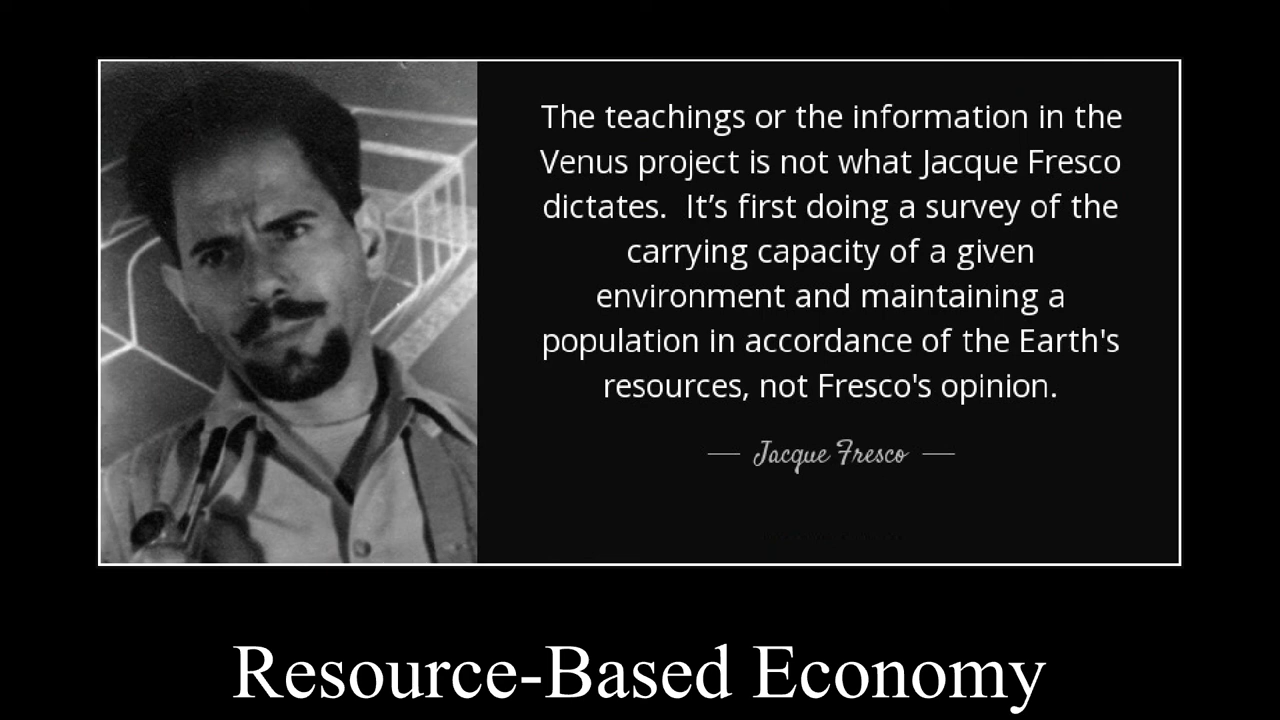 The teachings or the information in the
Venus project is not what Jacque Fresco
dictates.  It’s first doing a survey of the
carrying capacity of a given
environment and maintaining a
population in accordance of the Earth's
resources, not Fresco's opinion.
— Jacque Fresco —
Resource-Based Economy